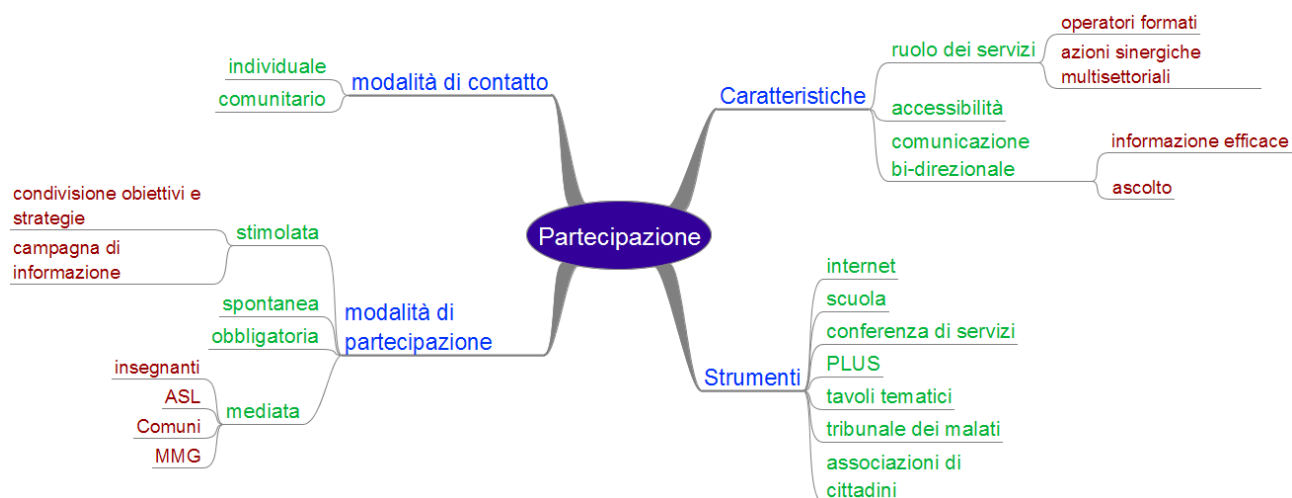 Partecipazione
modalità di contatto
individuale
comunitario
modalità di
partecipazione
stimolata
condivisione obiettivi e
strategie
campagna di
informazione
spontanea
obbligatoria
mediata
insegnanti
ASL
Comuni
MMG
Caratteristiche
ruolo dei servizi
operatori formati
azioni sinergiche
multisettoriali
accessibilità
comunicazione
bi-direzionale
informazione efficace
ascolto
Strumenti
internet
scuola
conferenza di servizi
PLUS
tavoli tematici
tribunale dei malati
associazioni di
cittadini